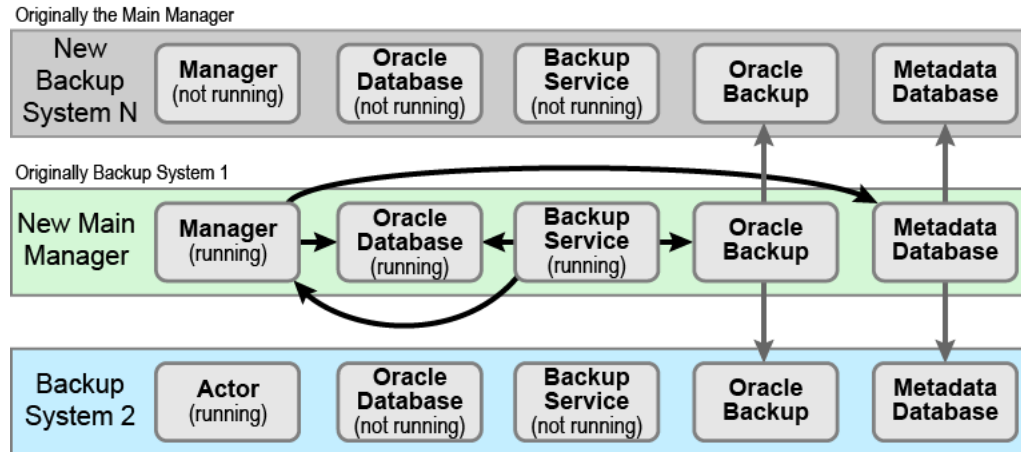 Originally the Main Manager
New
Backup
System N
Manager
(not running)
Oracle
Database
(not running)
Backup
Service
(not running)
Oracle
Backup
Metadata
Database
Originally Backup System 1
New Main
Manager
Manager
(running)
Oracle
Database
(running)
Backup
Service
(running)
Oracle
Backup
Metadata
Database
Backup
System 2
Actor
(running)
Oracle
Database
(not running)
Backup
Service
(not running)
Oracle
Backup
Metadata
Database